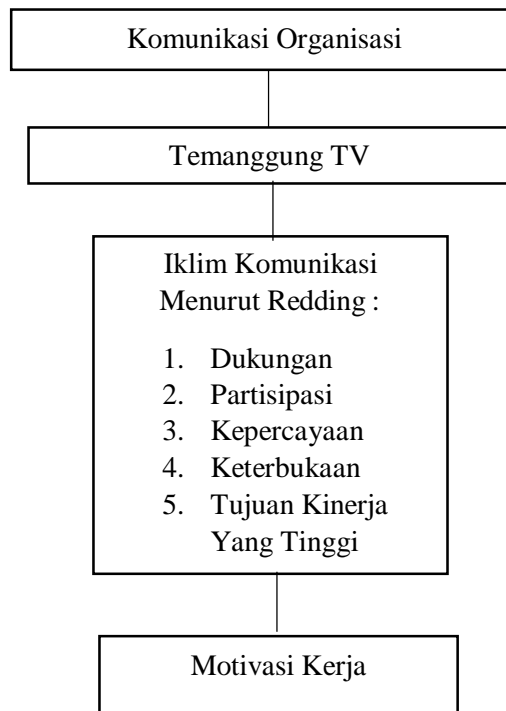 Komunikasi Organisasi
Temanggung TV
Iklim Komunikasi
Menurut Redding :
1. Dukungan
2. Partisipasi
3. Kepercayaan
4. Keterbukaan
5. Tujuan Kinerja
Yang Tinggi
Motivasi Kerja